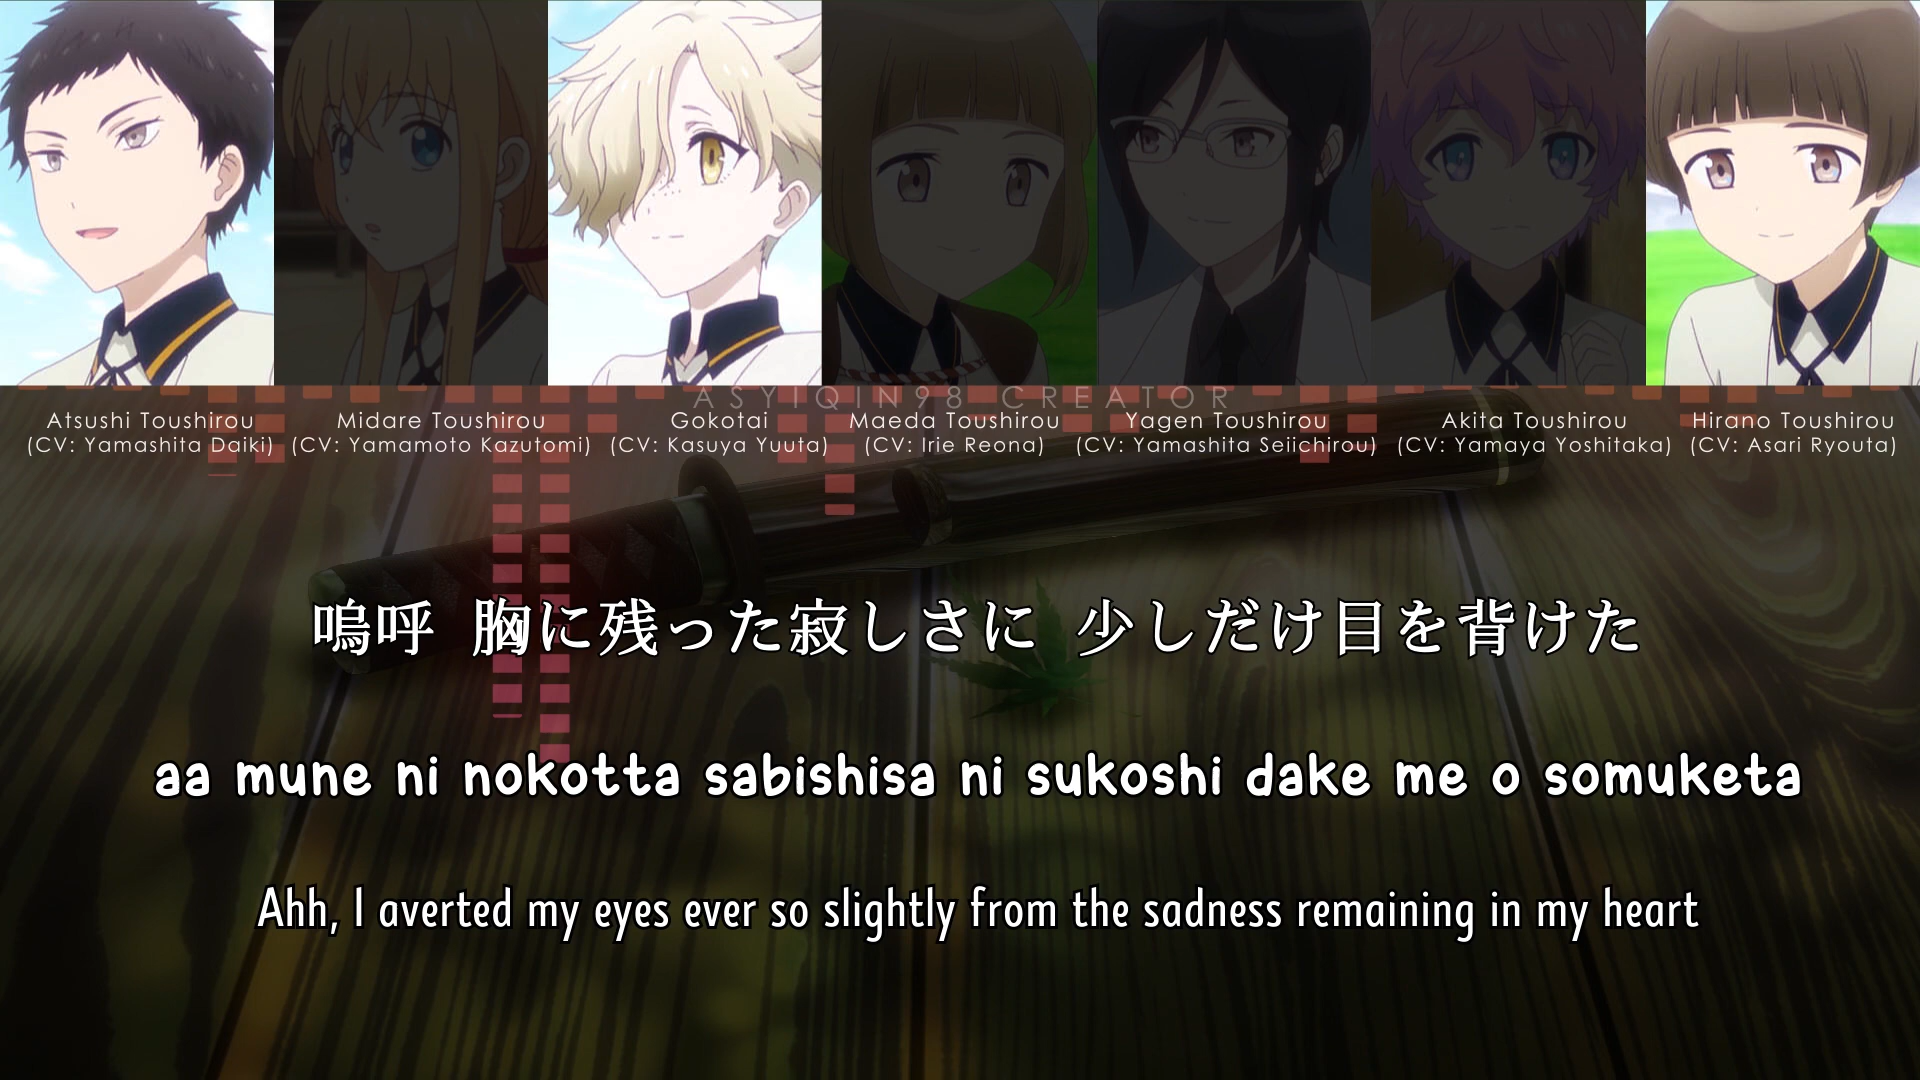 ASYIQIN98 CREATOR
Atsushi Toushirou
(CV: Yamashita Daiki)
Midare Toushirou
(CV: Yamamoto Kazutomi)
Gokotai
(CV: Kasuya Yuuta)
Maeda Toushirou
(CV: Irie Reona)
Yagen Toushirou
(CV: Yamashita Seiichirou)
Akita Toushirou
(CV: Yamaya Yoshitaka)
Hirano Toushirou
(CV: Asari Ryouta)
嗚呼 胸に残った寂しさに 少しだけ目を背けた
aa mune ni nokotta sabishisa ni sukoshi dake me o somuketa
Ahh, I averted my eyes ever so slightly from the sadness remaining in my heart